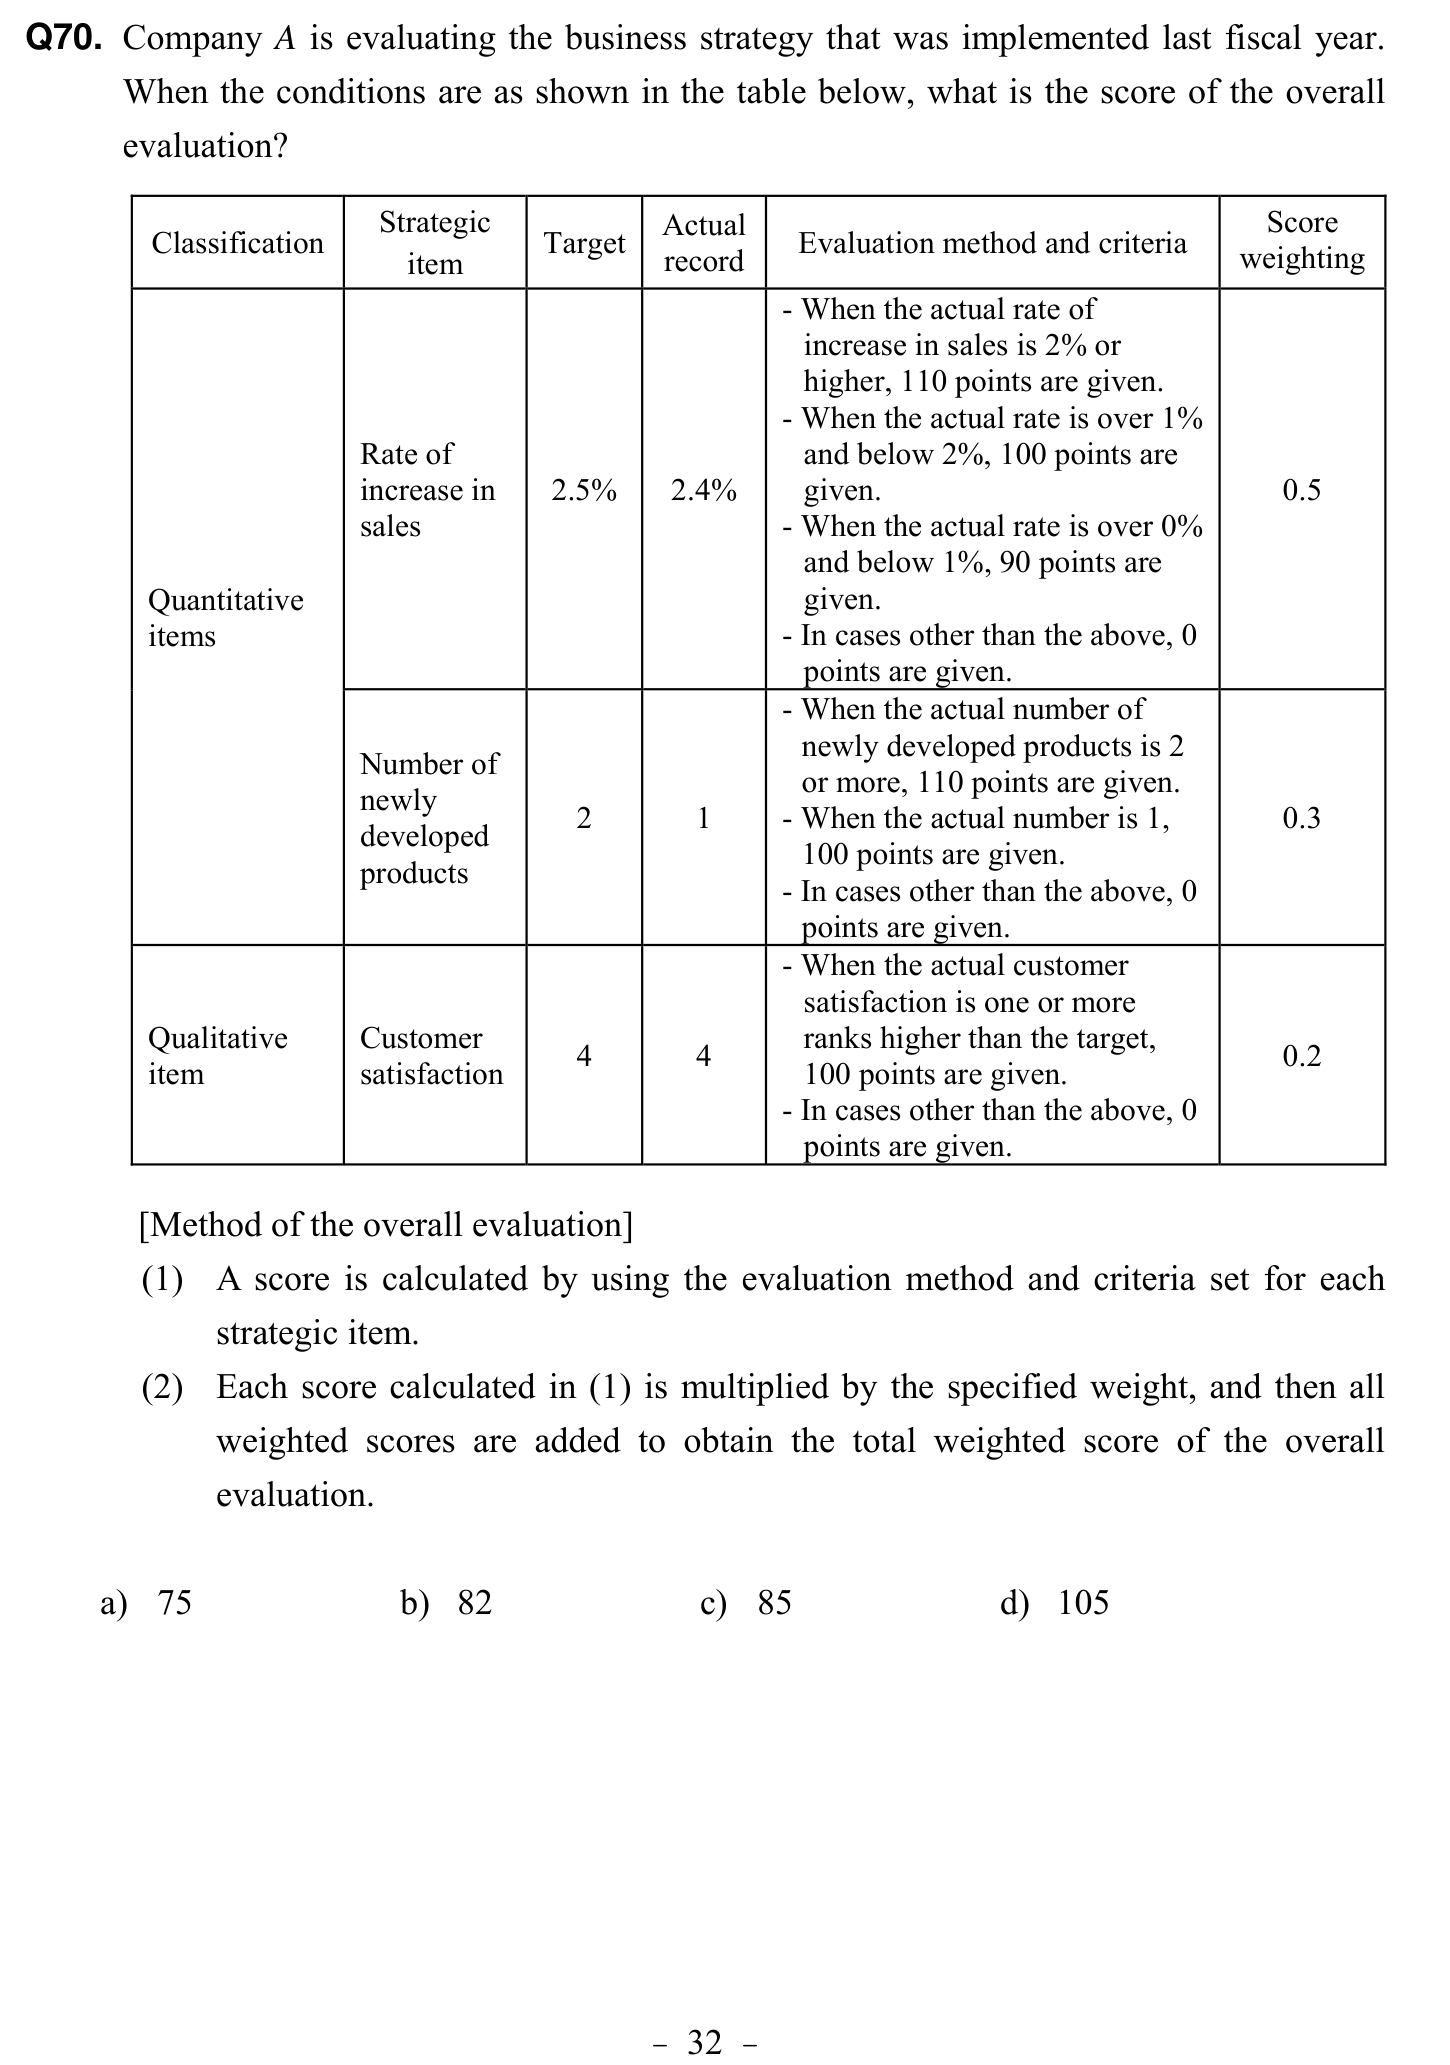 Q70. Company A is evaluating the business strategy that was implemented last fiscal year.
When the conditions are as shown in the table below, what is the score of the overall
evaluation?
Classification
Strategic
item
Target
Actual
record
Evaluation method and criteria
Score
weighting
Quantitative
items
Rate of
increase in
sales
2.5%
2.4%
- When the actual rate of
increase in sales is 2% or
higher, 110 points are given.
- When the actual rate is over 1%
and below 2%, 100 points are
given.
- When the actual rate is over 0%
and below 1%, 90 points are
given.
- In cases other than the above, 0
points are given.
0.5
Number of
newly
developed
products
2
1
- When the actual number of
newly developed products is 2
or more, 110 points are given.
- When the actual number is 1,
100 points are given.
- In cases other than the above, 0
points are given.
0.3
Qualitative
item
Customer
satisfaction
4
4
- When the actual customer
satisfaction is one or more
ranks higher than the target,
100 points are given.
- In cases other than the above, 0
points are given.
0.2
[Method of the overall evaluation]
(1) A score is calculated by using the evaluation method and criteria set for each
strategic item.
(2) Each score calculated in (1) is multiplied by the specified weight, and then all
weighted scores are added to obtain the total weighted score of the overall
evaluation.
a) 75 b) 82 c) 85 d) 105
– 32 –